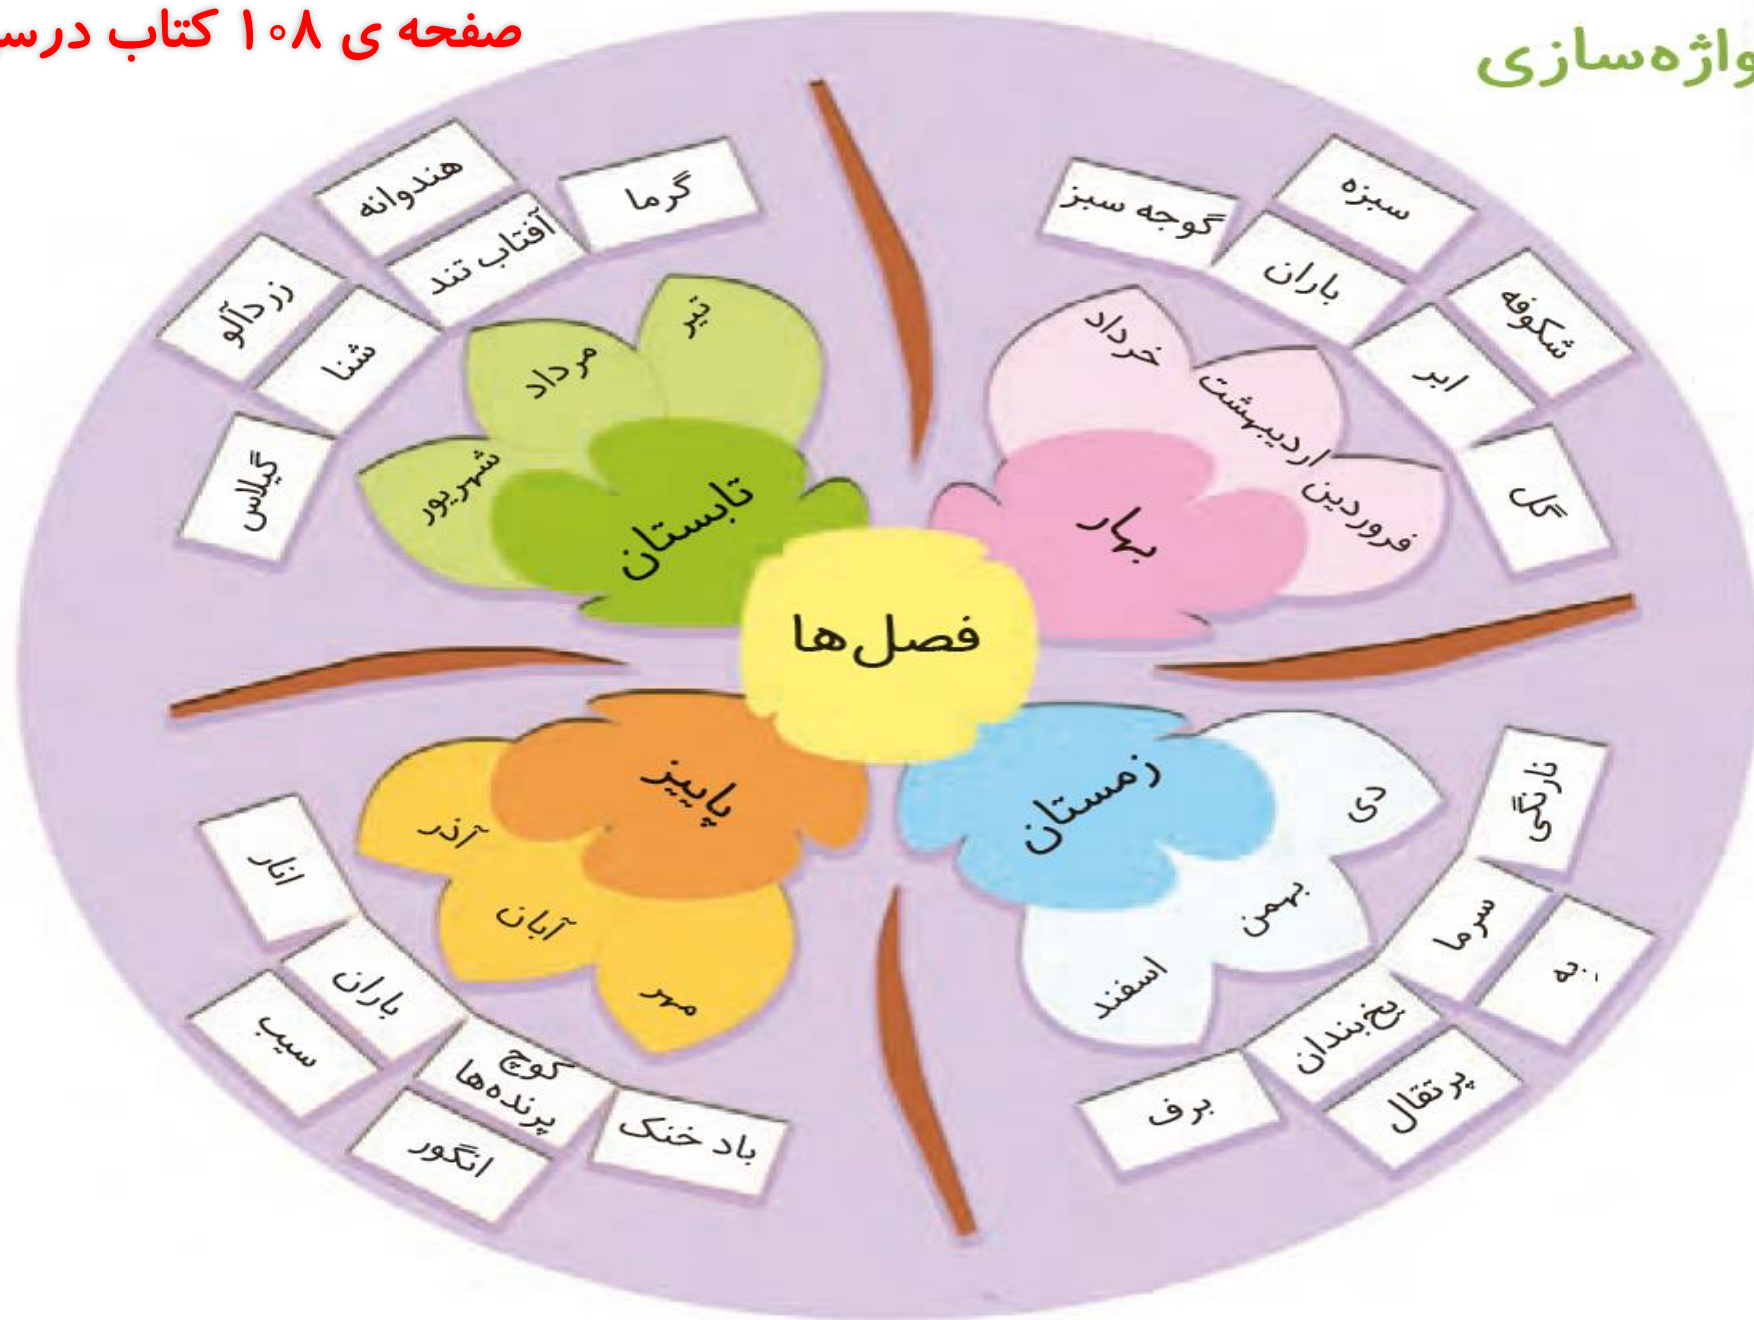 صفحه ی ۱۰۸ کتاب درس
واژه‌سازی
فصل‌ها
بهار
فروردین
اردیبهشت
خرداد
گوجه سبز
سبزه
باران
شکوفه
ابر
گل
تابستان
تیر
مرداد
شهریور
گرما
هندوانه
آفتاب تند
زردآلو
شنا
گیلاس
پاییز
مهر
آبان
آذر
انار
باران
سیب
کوچ
پرنده‌ها
انگور
باد خنک
زمستان
دی
بهمن
اسفند
نارنگی
سرما
بِه
یخ‌بندان
پرتقال
برف